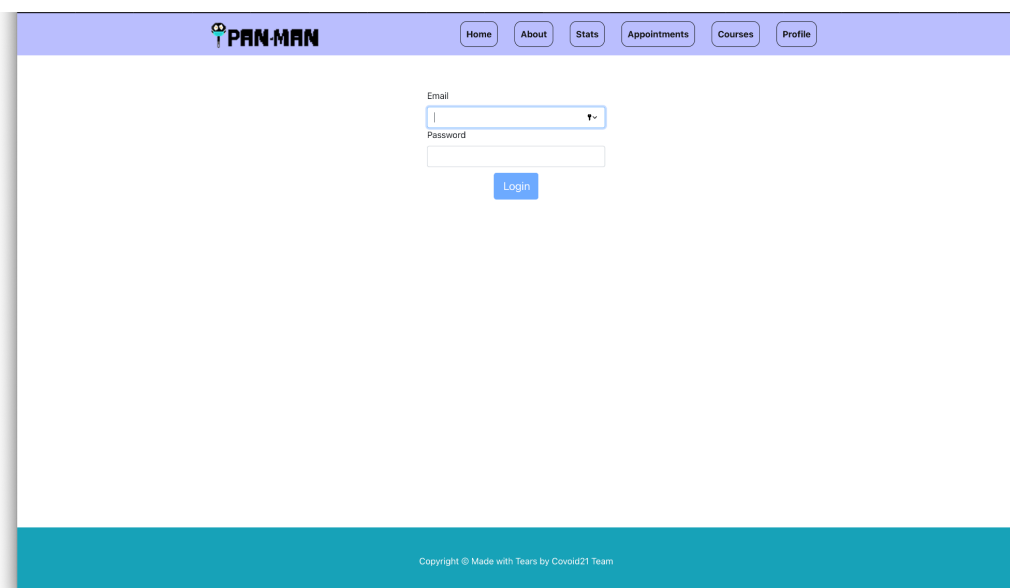 PAN-MAN
Home About Stats Appointments Courses Profile
Email
Password
Login
Copyright © Made with Tears by Covoid21 Team